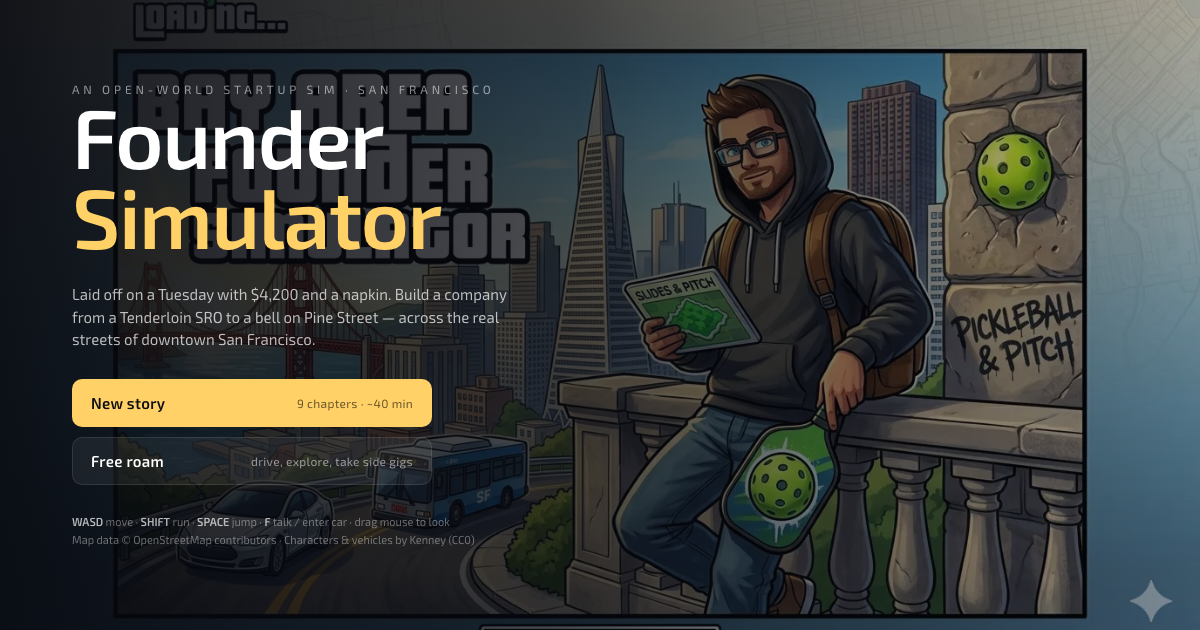 LOADING...
BAY AREA
FOUNDER
SIMULATOR
AN OPEN-WORLD STARTUP SIM · SAN FRANCISCO
Founder
Simulator
Laid off on a Tuesday with $4,200 and a napkin. Build a company
from a Tenderloin SRO to a bell on Pine Street — across the real
streets of downtown San Francisco.
New story 9 chapters · ~40 min
Free roam drive, explore, take side gigs
WASD move · SHIFT run · SPACE jump · F talk / enter car · drag mouse to look
Map data © OpenStreetMap contributors · Characters & vehicles by Kenney (CC0)
SF
SLIDES & PITCH
PICKLEBALL
& PITCH